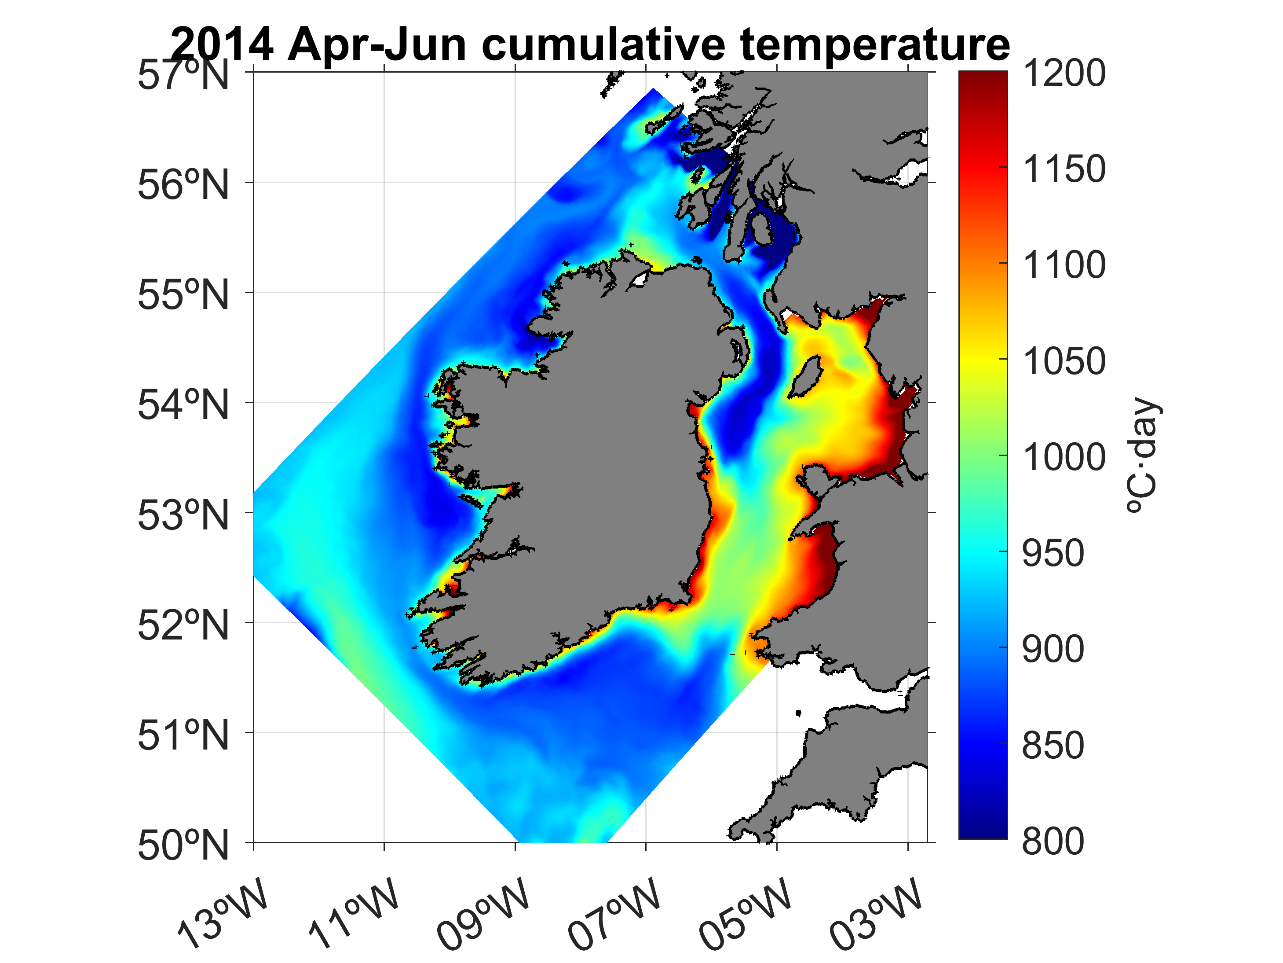 2014 Apr-Jun cumulative temperature
57ºN
56ºN
55ºN
54ºN
53ºN
52ºN
51ºN
50ºN
13ºW
11ºW
09ºW
07ºW
05ºW
03ºW
1200
1150
1100
1050
1000
950
900
850
800
ºC·day